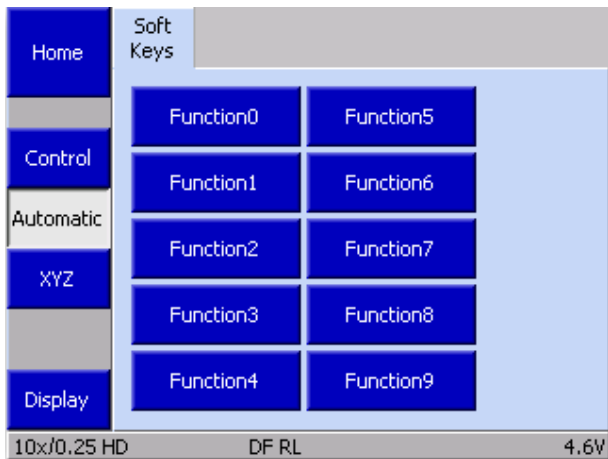 Home
Control
Automatic
XYZ
Display
Soft
Keys
Function0 Function5
Function1 Function6
Function2 Function7
Function3 Function8
Function4 Function9
10x/0.25 HD DF RL 4.6V